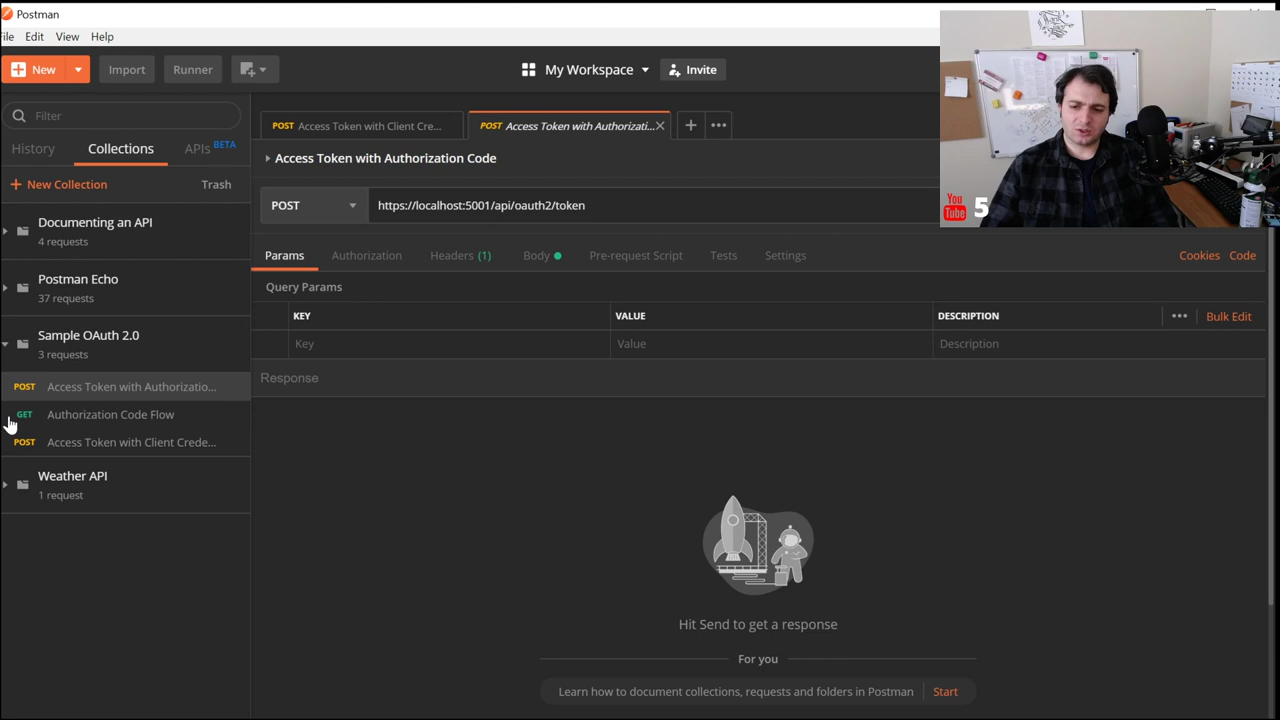 Postman
ile Edit View Help
New Import Runner My Workspace Invite
Filter
History Collections APIs BETA
New Collection Trash
Documenting an API
4 requests
Postman Echo
37 requests
Sample OAuth 2.0
3 requests
POST Access Token with Authorizatio...
GET Authorization Code Flow
POST Access Token with Client Crede...
Weather API
1 request
POST Access Token with Client Cre... POST Access Token with Authorizati...
Access Token with Authorization Code
POST https://localhost:5001/api/oauth2/token
Params Authorization Headers (1) Body Pre-request Script Tests Settings Cookies Code
Query Params
KEY VALUE DESCRIPTION Bulk Edit
Key Value Description
Response
Hit Send to get a response
For you
Learn how to document collections, requests and folders in Postman Start
You
Tube 5